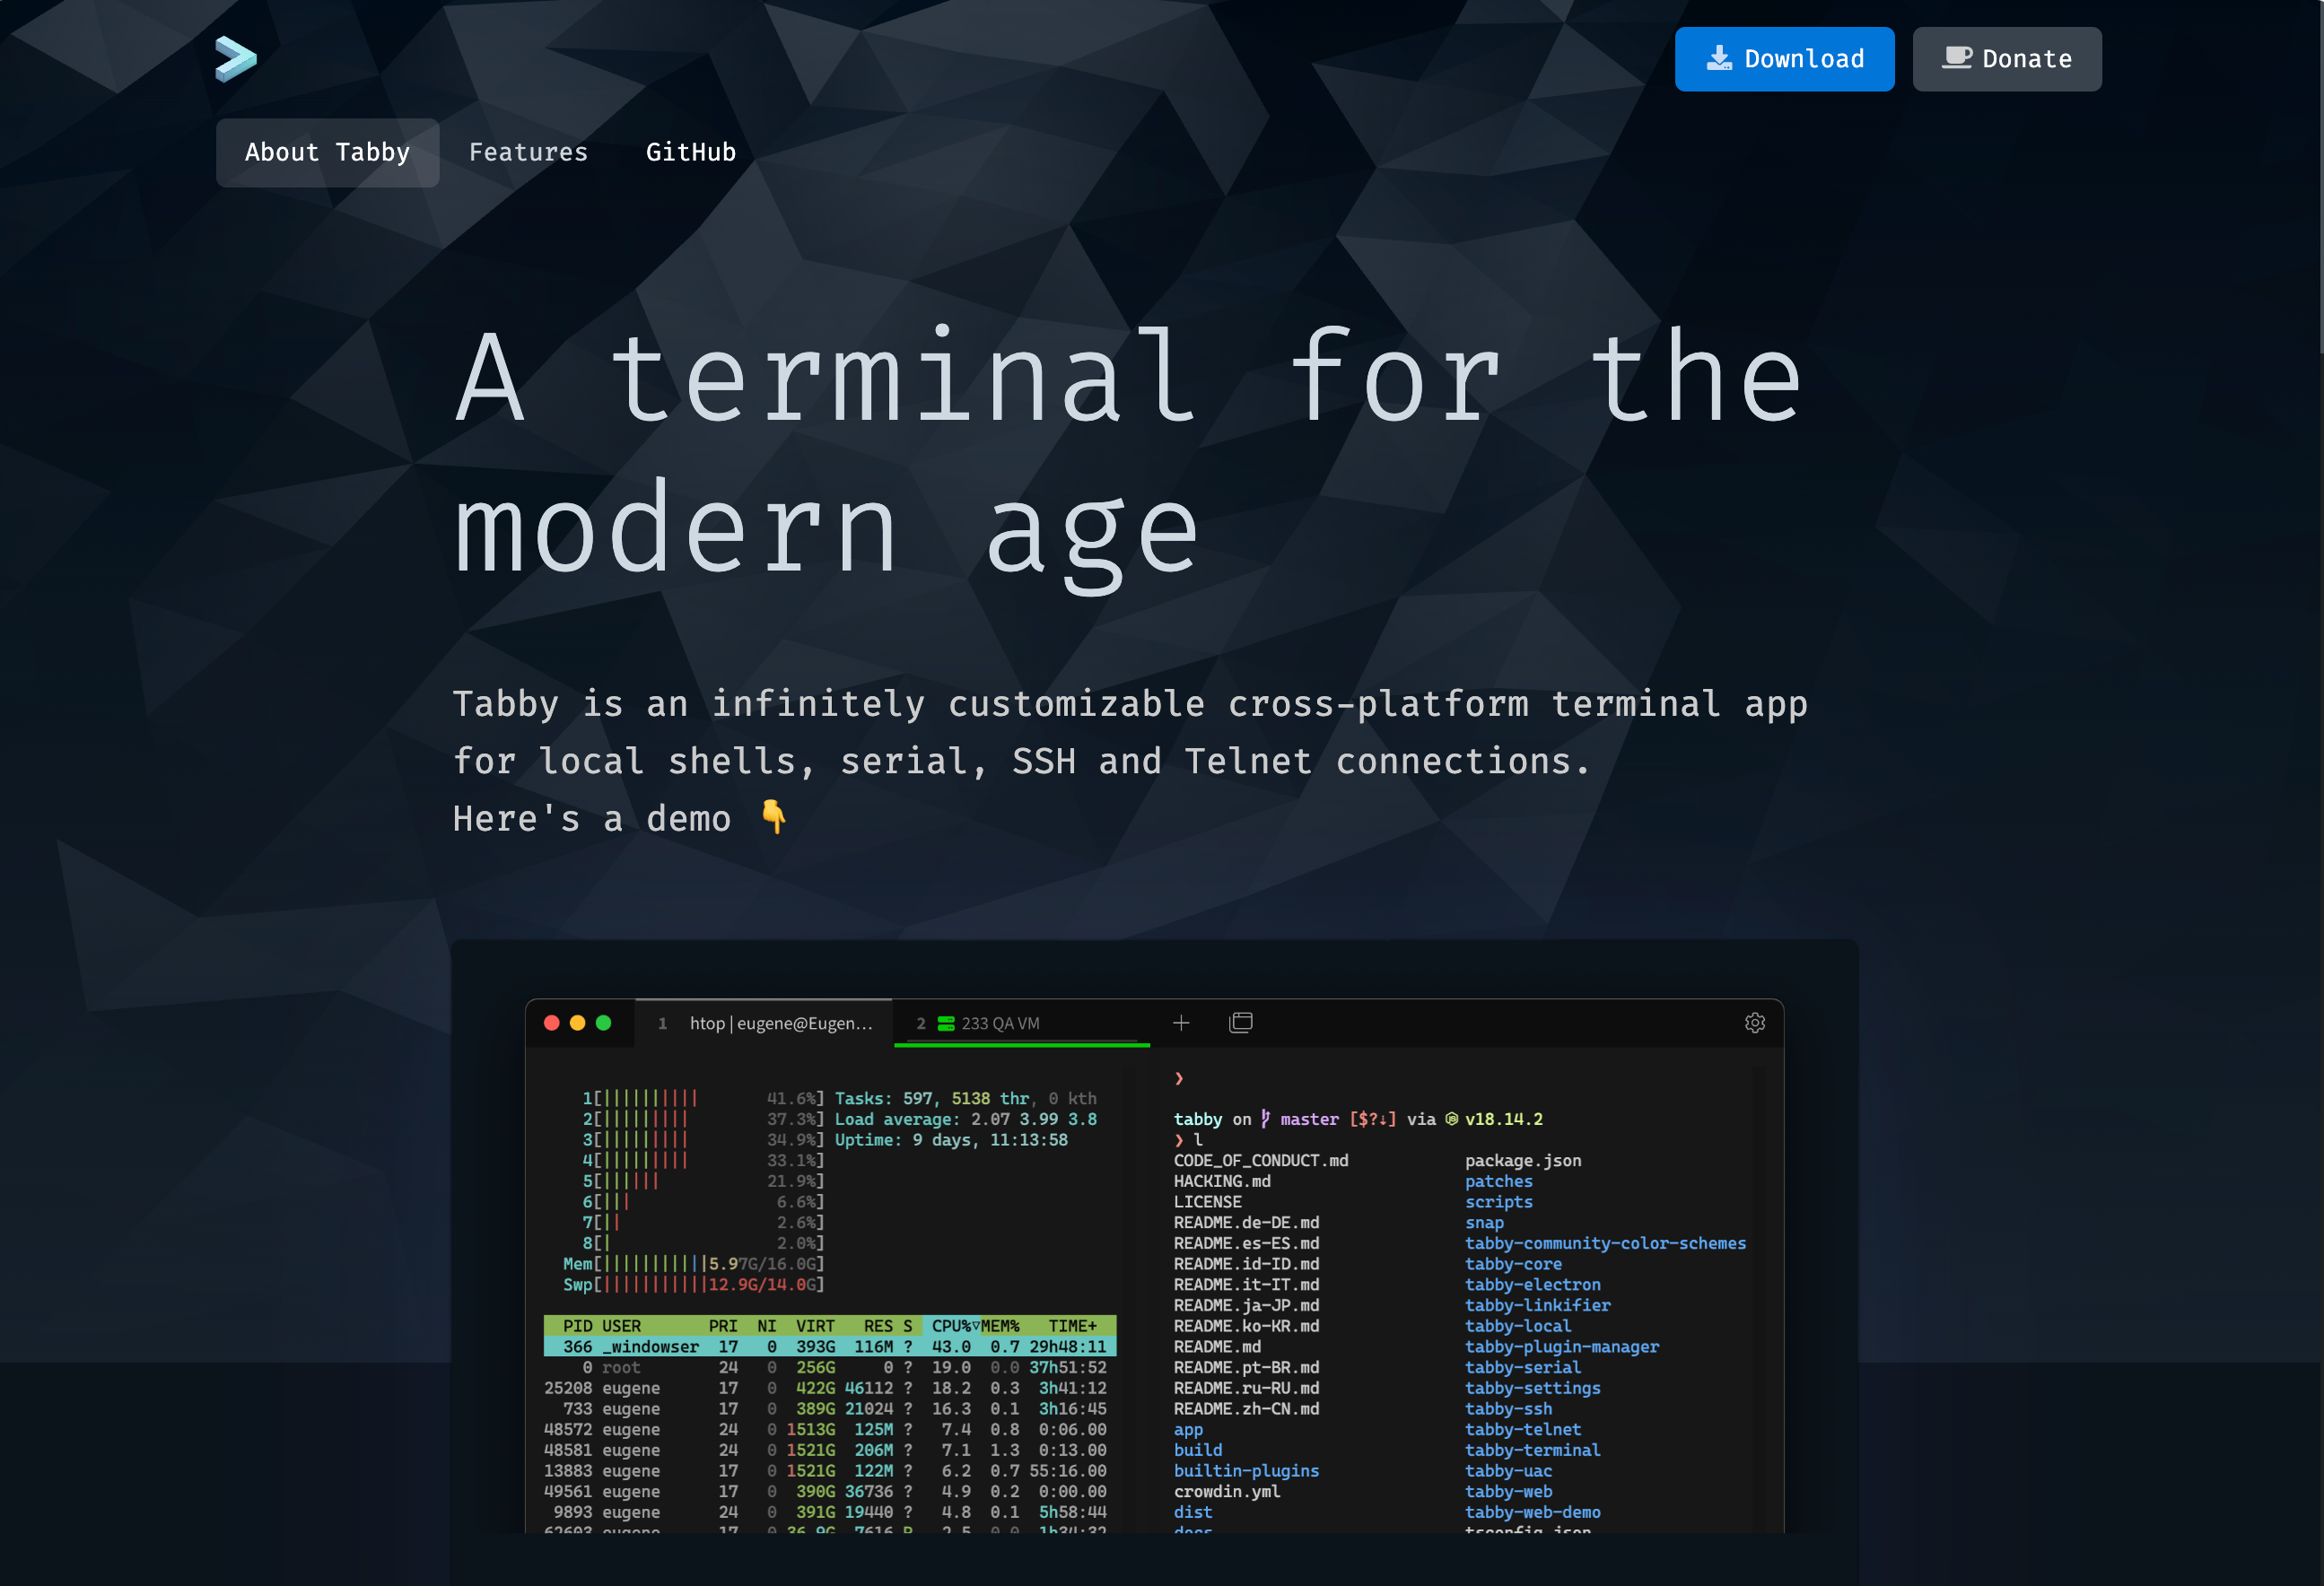 Download
Donate
About Tabby
Features
GitHub
A terminal for the
modern age
Tabby is an infinitely customizable cross-platform terminal app
for local shells, serial, SSH and Telnet connections.
Here's a demo 👇
1 htop | eugene@Eugen...
2 233 QA VM
1[||||||||||     41.6%] Tasks: 597, 5138 thr, 0 kth
2[|||||||||      37.3%] Load average: 2.07 3.99 3.8
3[|||||||||      34.9%] Uptime: 9 days, 11:13:58
4[|||||||||      33.1%]
5[||||||         21.9%]
6[|||             6.6%]
7[||              2.6%]
8[|               2.0%]
Mem[|||||||||||5.97G/16.0G]
Swp[|||||||||||12.9G/14.0G]
PID USER PRI NI VIRT RES S CPU%▽MEM% TIME+
366 _windowser 17 0 393G 116M ? 43.0 0.7 29h48:11
0 root 24 0 256G 0 ? 19.0 0.0 37h51:52
25208 eugene 17 0 422G 46112 ? 18.2 0.3 3h41:12
733 eugene 17 0 389G 21024 ? 16.3 0.1 3h16:45
48572 eugene 24 0 1513G 125M ? 7.4 0.8 0:06.00
48581 eugene 24 0 1521G 206M ? 7.1 1.3 0:13.00
13883 eugene 17 0 1521G 122M ? 6.2 0.7 55:16.00
49561 eugene 17 0 390G 36736 ? 4.9 0.2 0:00.00
9893 eugene 24 0 391G 19440 ? 4.8 0.1 5h58:44
❯
tabby on master [$?↓] via v18.14.2
❯ l
CODE_OF_CONDUCT.md package.json
HACKING.md patches
LICENSE scripts
README.de-DE.md snap
README.es-ES.md tabby-community-color-schemes
README.id-ID.md tabby-core
README.it-IT.md tabby-electron
README.ja-JP.md tabby-linkifier
README.ko-KR.md tabby-local
README.md tabby-plugin-manager
README.pt-BR.md tabby-serial
README.ru-RU.md tabby-settings
README.zh-CN.md tabby-ssh
app tabby-telnet
build tabby-terminal
builtin-plugins tabby-uac
crowdin.yml tabby-web
dist tabby-web-demo
docs tsconfig.json